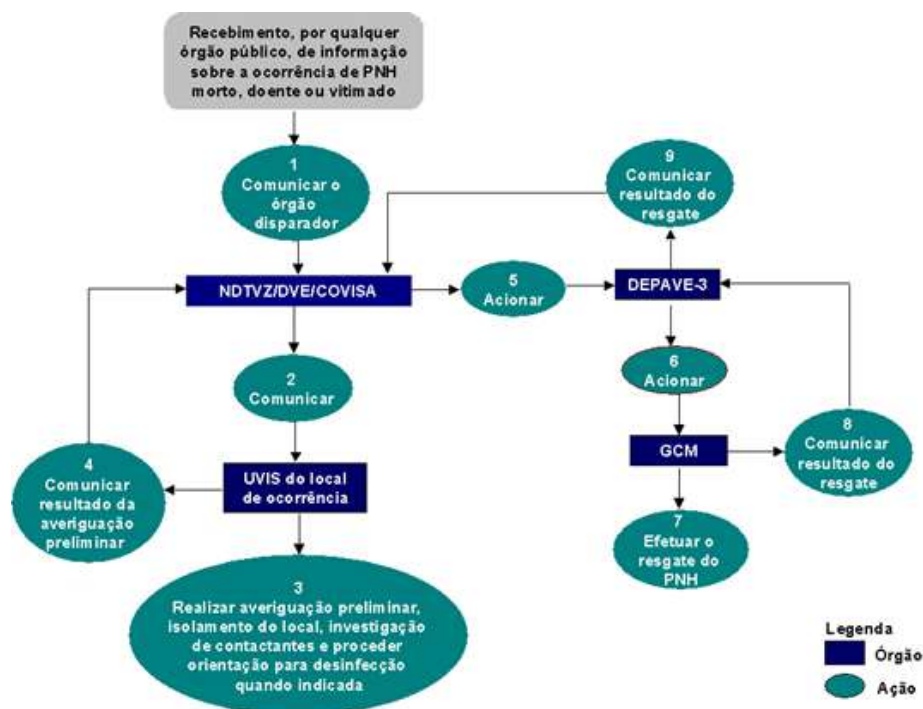 Recebimento, por qualquer
órgão público, de informação
sobre a ocorrência de PNH
morto, doente ou vitimado
1
Comunicar o
órgão
disparador
9
Comunicar
resultado do
resgate
NDTVZ/DVE/COVISA
5
Acionar
DEPAVE-3
2
Comunicar
6
Acionar
4
Comunicar
resultado da
averiguação
preliminar
UVIS do local
de ocorrência
GCM
8
Comunicar
resultado do
resgate
7
Efetuar o
resgate do
PNH
3
Realizar averiguação preliminar,
isolamento do local, investigação
de contactantes e proceder
orientação para desinfecção
quando indicada
Legenda
Órgão
Ação